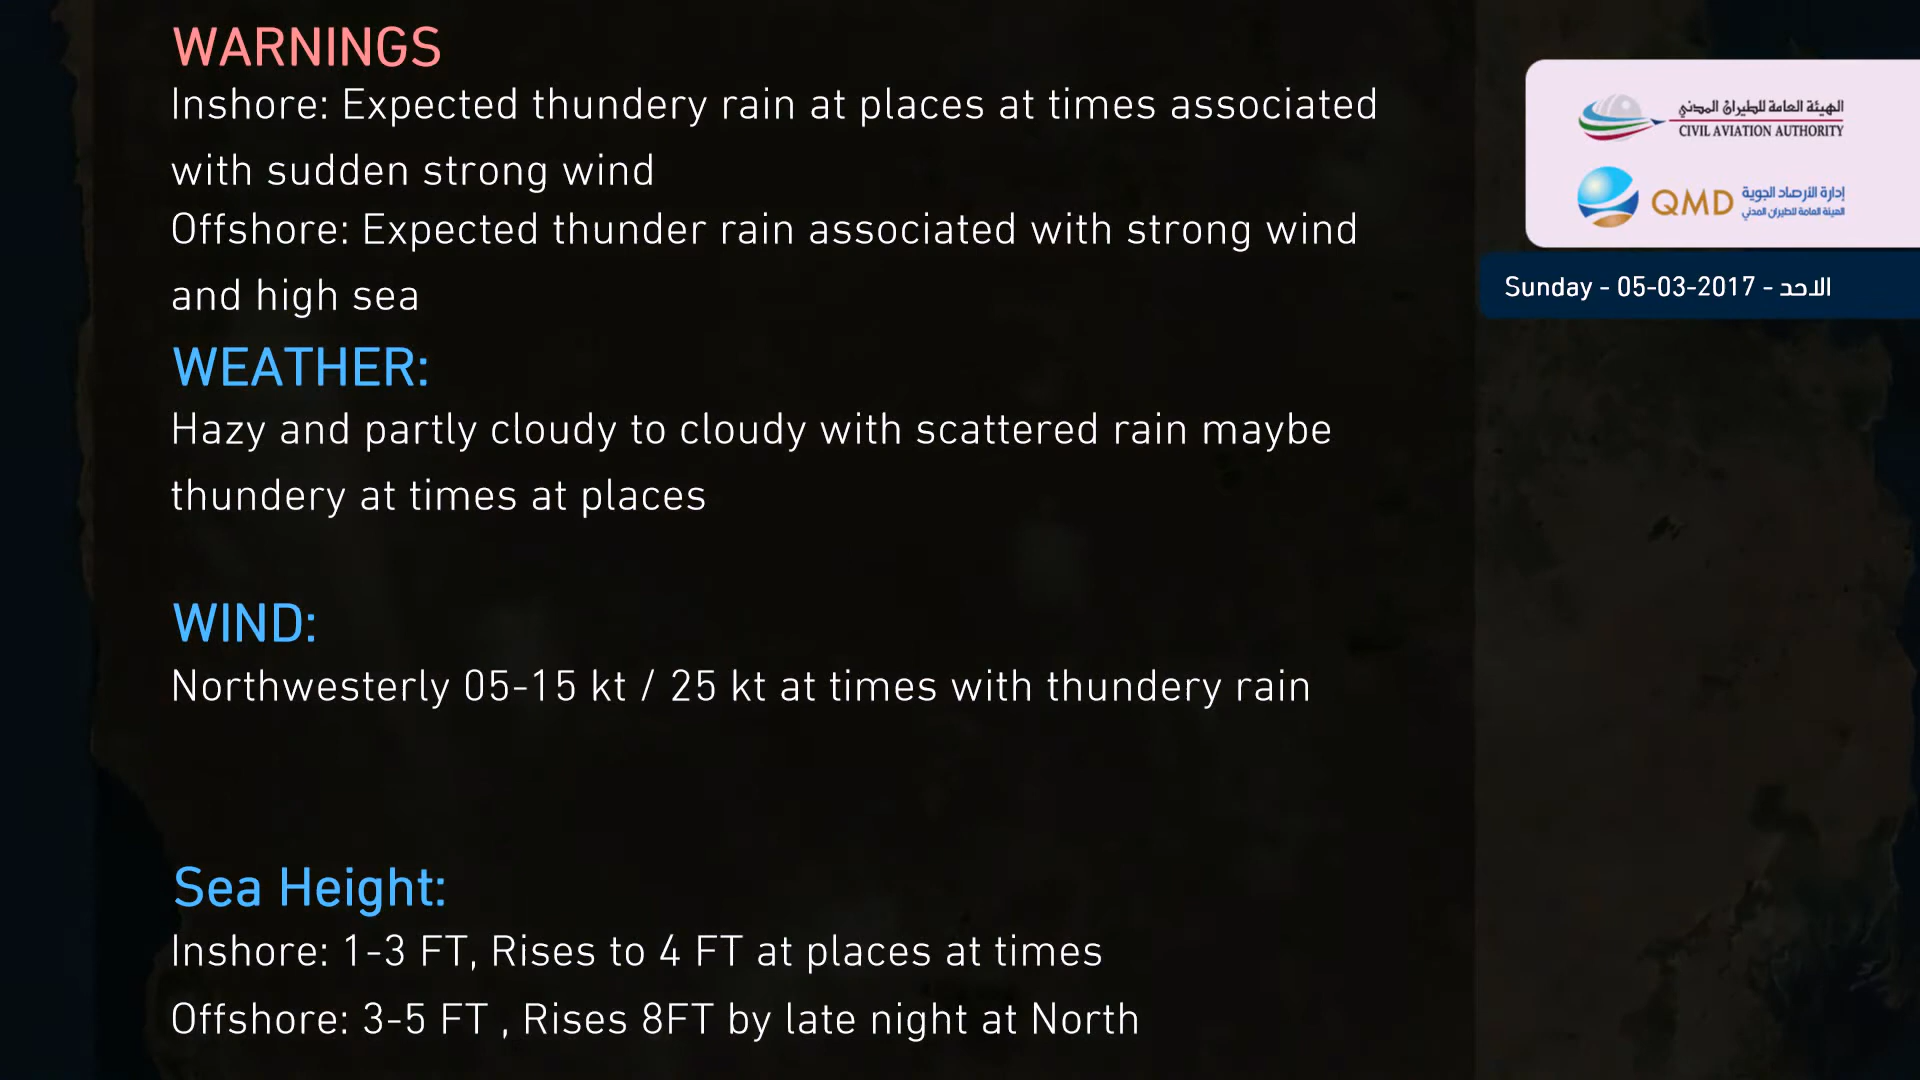 WARNINGS
Inshore: Expected thundery rain at places at times associated
with sudden strong wind
Offshore: Expected thunder rain associated with strong wind
and high sea
WEATHER:
Hazy and partly cloudy to cloudy with scattered rain maybe
thundery at times at places
WIND:
Northwesterly 05-15 kt / 25 kt at times with thundery rain
Sea Height:
Inshore: 1-3 FT, Rises to 4 FT at places at times
Offshore: 3-5 FT , Rises 8FT by late night at North
الهيئة العامة للطيران المدني
CIVIL AVIATION AUTHORITY
QMD إدارة الأرصاد الجوية
الهيئة العامة للطيران المدني
Sunday - 05-03-2017 - الاحد